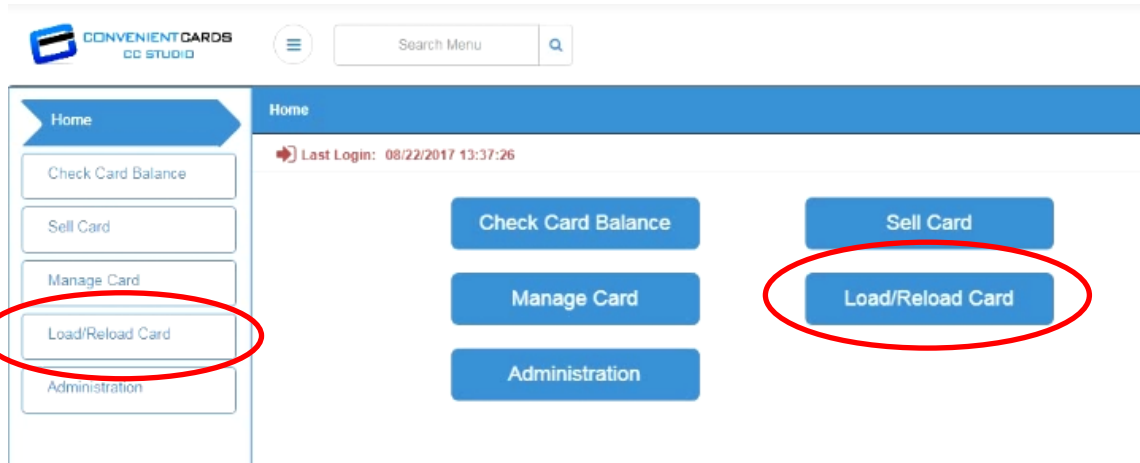 CONVENIENTCARDS
CC STUDIO
Search Menu
Home
Check Card Balance
Sell Card
Manage Card
Load/Reload Card
Administration
Home
Last Login: 08/22/2017 13:37:26
Check Card Balance
Sell Card
Manage Card
Load/Reload Card
Administration